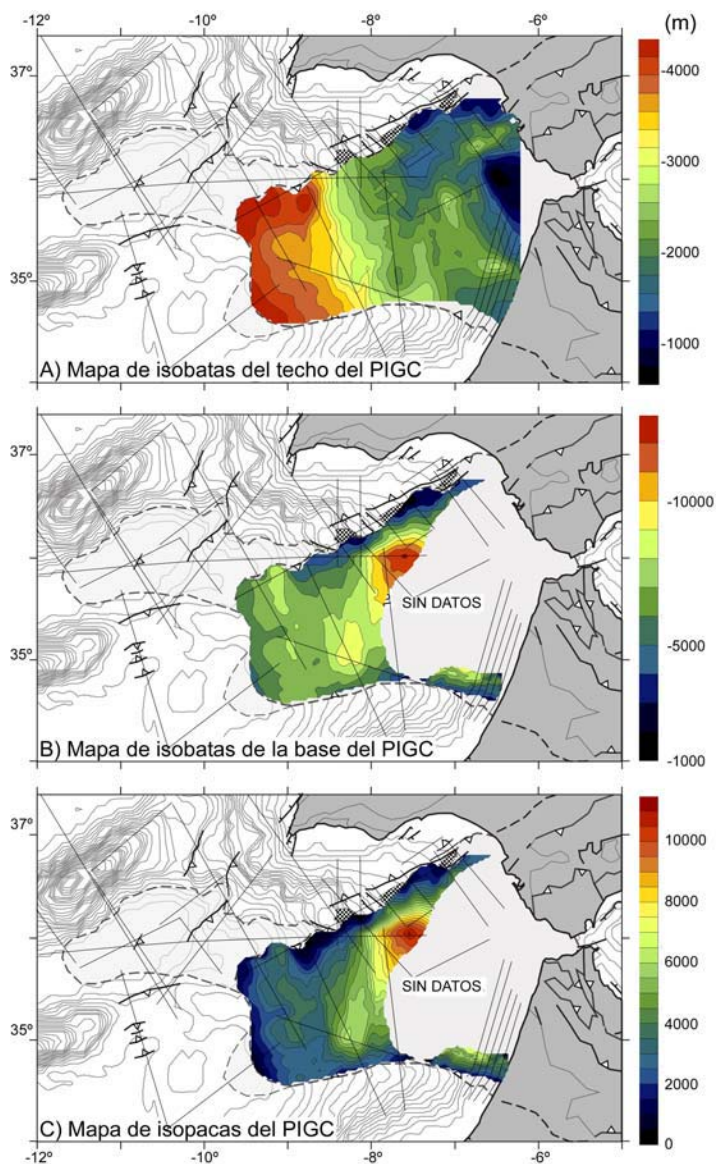 -12° -10° -8° -6° (m)
37°
35°
-4000
-3000
-2000
-1000
A) Mapa de isobatas del techo del PIGC
37°
35°
SIN DATOS
-10000
-5000
-1000
B) Mapa de isobatas de la base del PIGC
37°
35°
SIN DATOS
10000
8000
6000
4000
2000
0
C) Mapa de isopacas del PIGC
-12° -10° -8° -6°